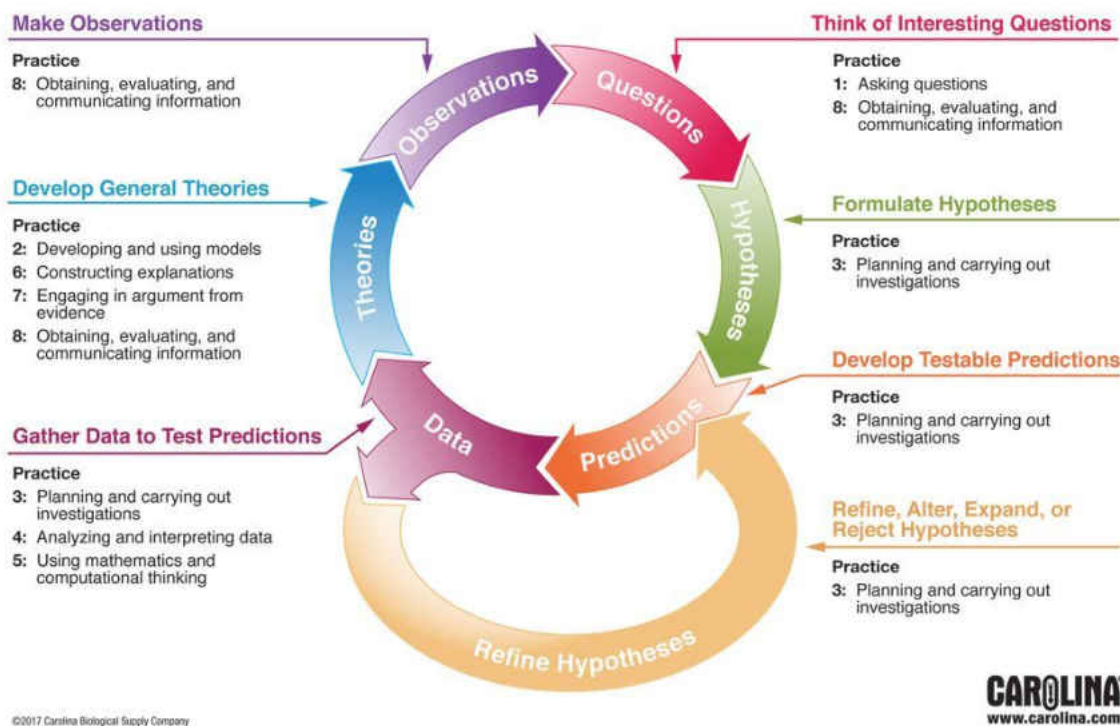 Make Observations
Practice
8: Obtaining, evaluating, and
communicating information
Think of Interesting Questions
Practice
1: Asking questions
8: Obtaining, evaluating, and
communicating information
Observations
Questions
Develop General Theories
Practice
2: Developing and using models
6: Constructing explanations
7: Engaging in argument from
evidence
8: Obtaining, evaluating, and
communicating information
Theories
Hypotheses
Formulate Hypotheses
Practice
3: Planning and carrying out
investigations
Develop Testable Predictions
Practice
3: Planning and carrying out
investigations
Gather Data to Test Predictions
Practice
3: Planning and carrying out
investigations
4: Analyzing and interpreting data
5: Using mathematics and
computational thinking
Data
Predictions
Refine, Alter, Expand, or
Reject Hypotheses
Practice
3: Planning and carrying out
investigations
Refine Hypotheses
CAROLINA
www.carolina.com
©2017 Carolina Biological Supply Company